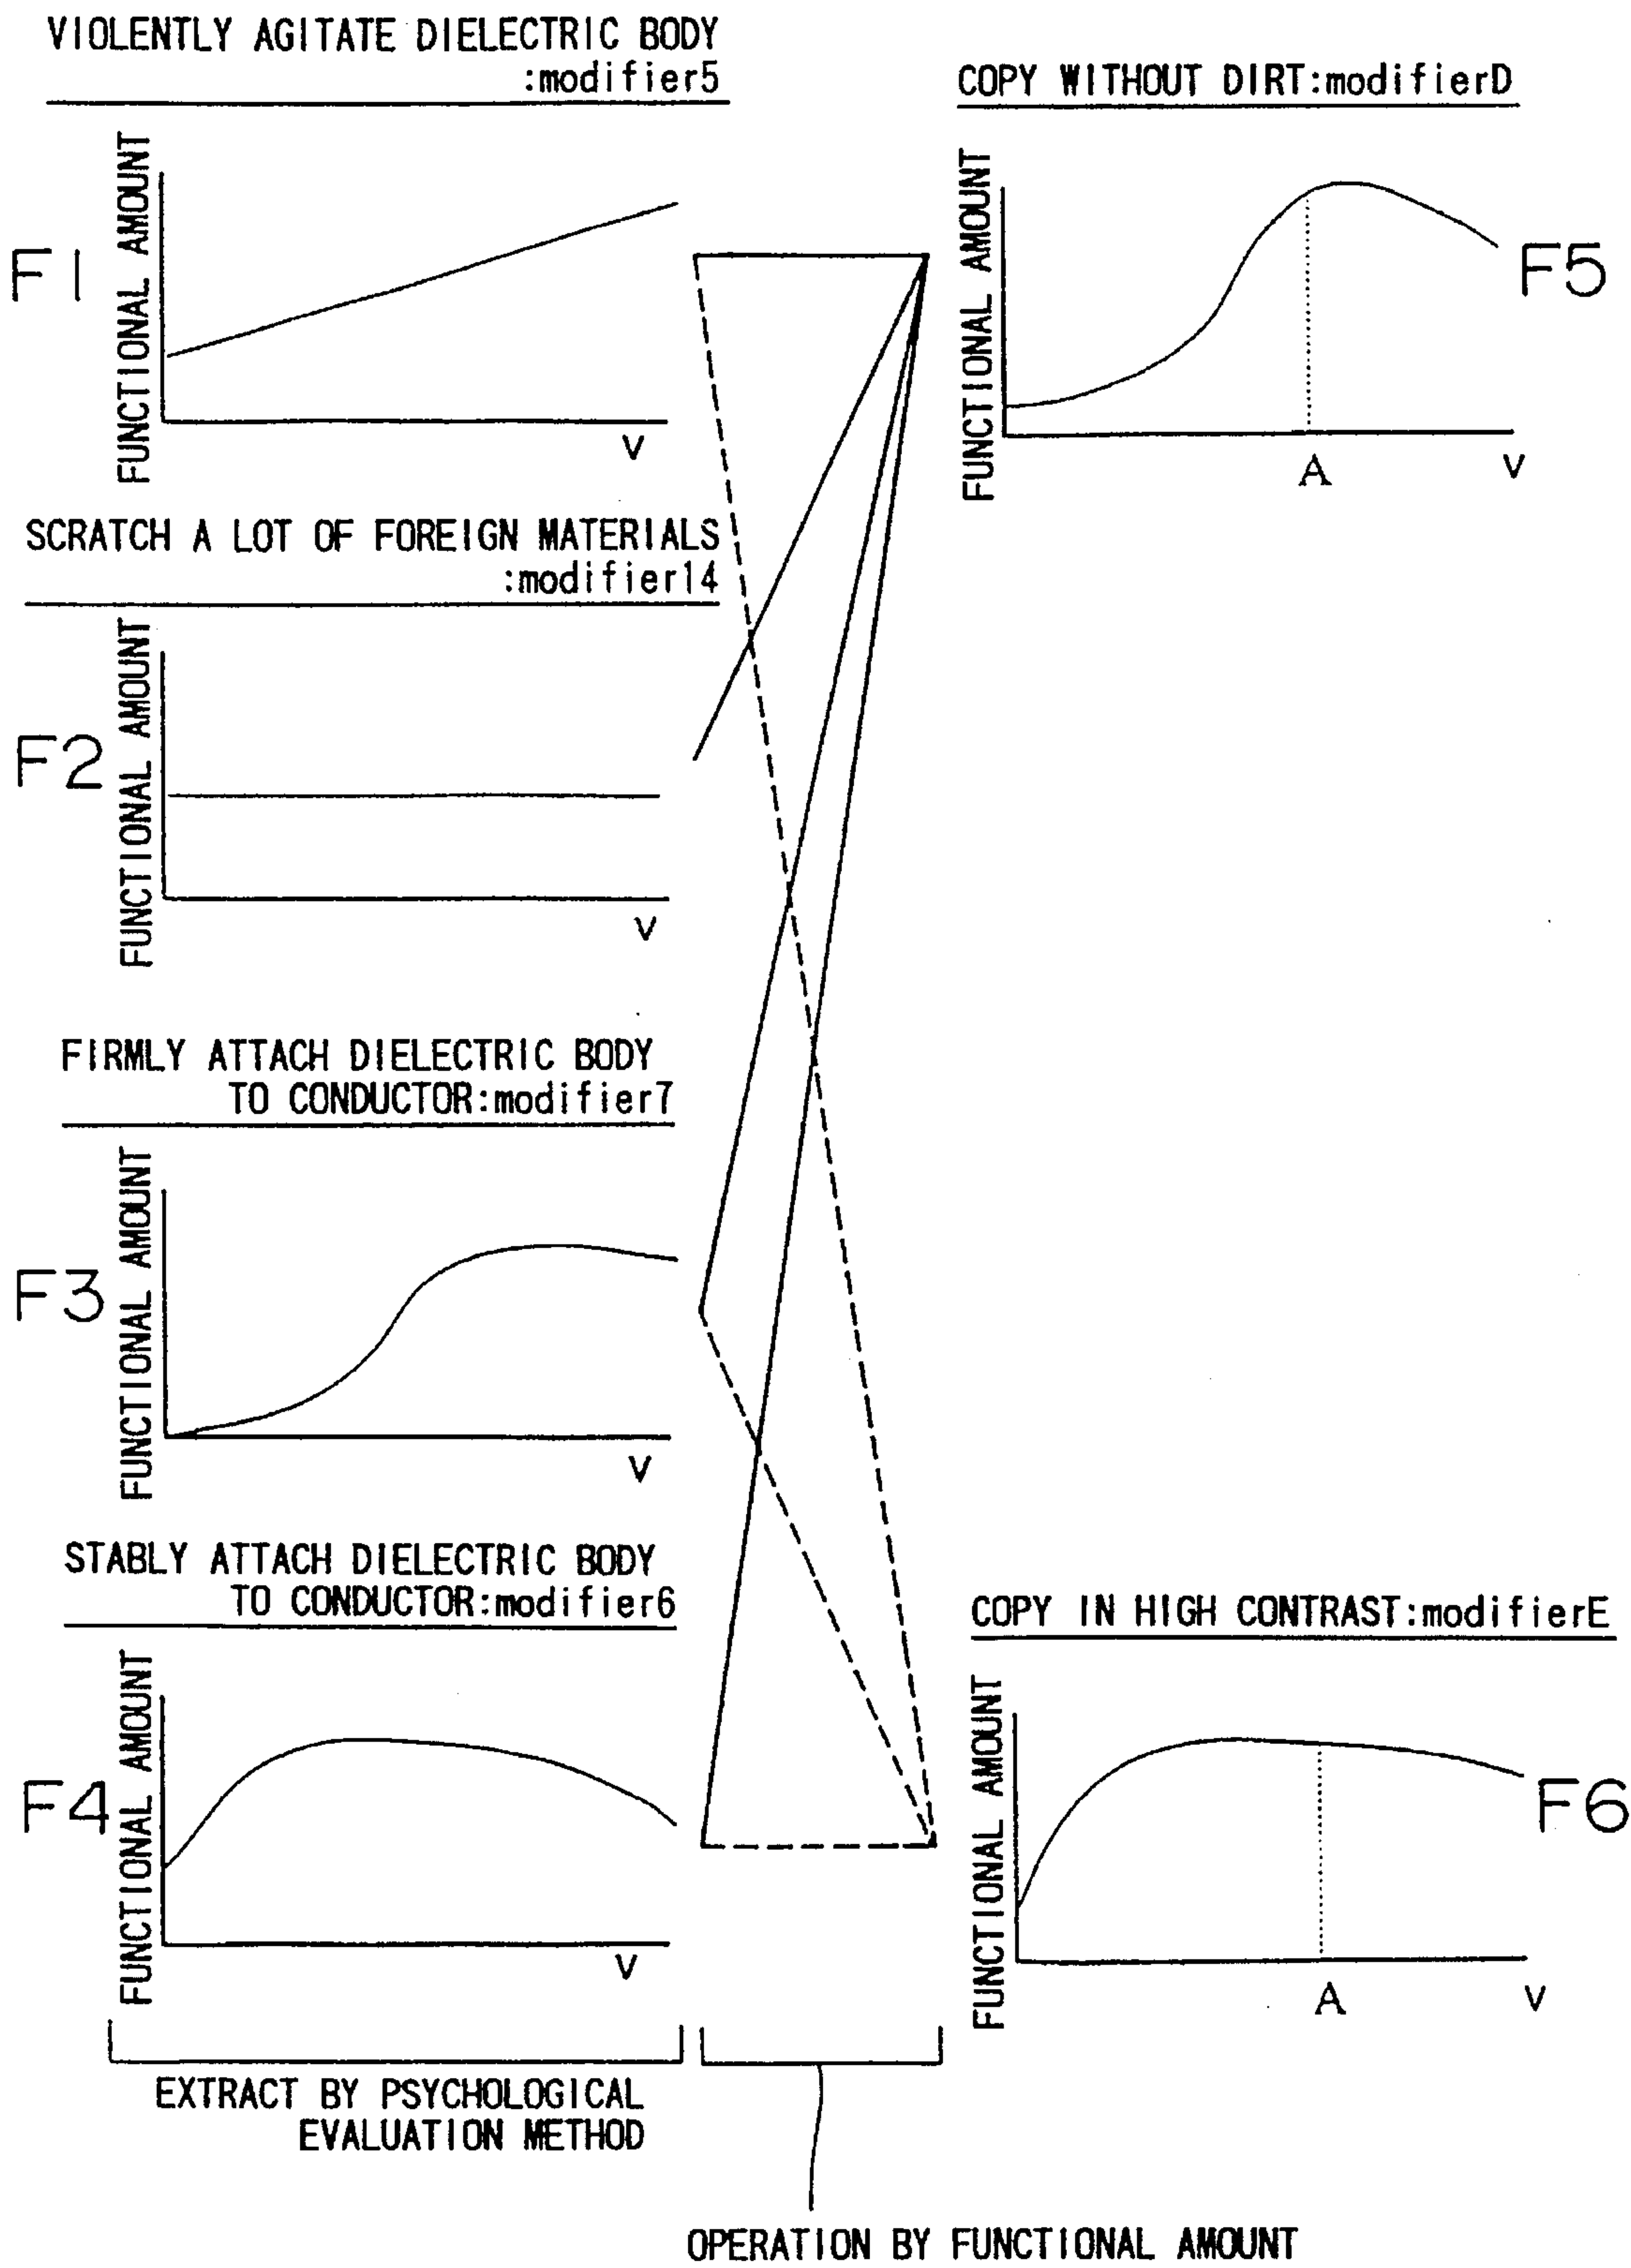 VIOLENTLY AGITATE DIELECTRIC BODY
:modifier5
FUNCTIONAL AMOUNT
F1
V
COPY WITHOUT DIRT:modifierD
FUNCTIONAL AMOUNT
F5
A
V
SCRATCH A LOT OF FOREIGN MATERIALS
:modifier14
FUNCTIONAL AMOUNT
F2
V
FIRMLY ATTACH DIELECTRIC BODY
TO CONDUCTOR:modifier7
FUNCTIONAL AMOUNT
F3
V
STABLY ATTACH DIELECTRIC BODY
TO CONDUCTOR:modifier6
FUNCTIONAL AMOUNT
F4
V
COPY IN HIGH CONTRAST:modifierE
FUNCTIONAL AMOUNT
F6
A
V
EXTRACT BY PSYCHOLOGICAL
EVALUATION METHOD
OPERATION BY FUNCTIONAL AMOUNT